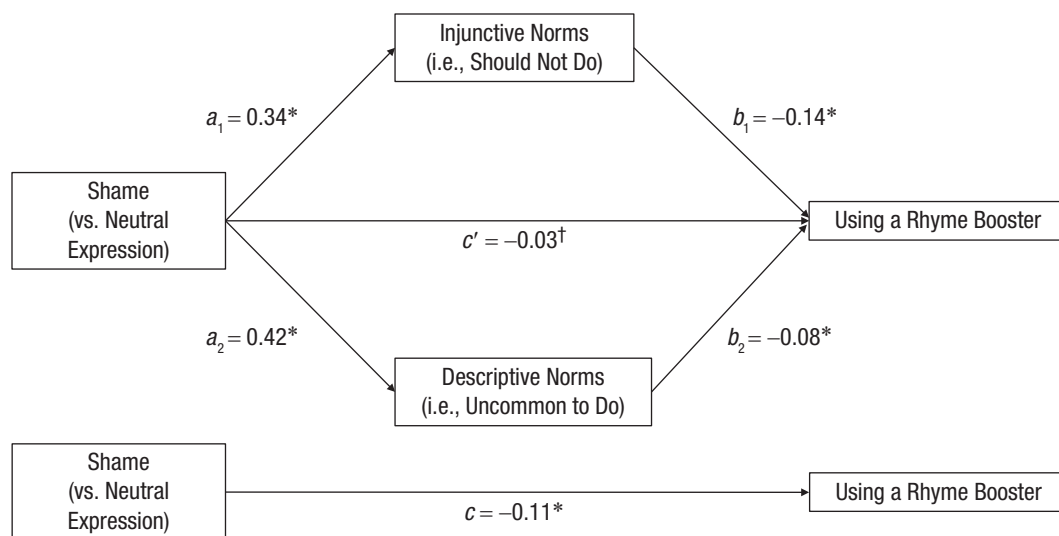 Injunctive Norms
(i.e., Should Not Do)
a₁ = 0.34*
b₁ = −0.14*
Shame
(vs. Neutral
Expression)
Using a Rhyme Booster
c′ = −0.03†
a₂ = 0.42*
b₂ = −0.08*
Descriptive Norms
(i.e., Uncommon to Do)
Shame
(vs. Neutral
Expression)
Using a Rhyme Booster
c = −0.11*